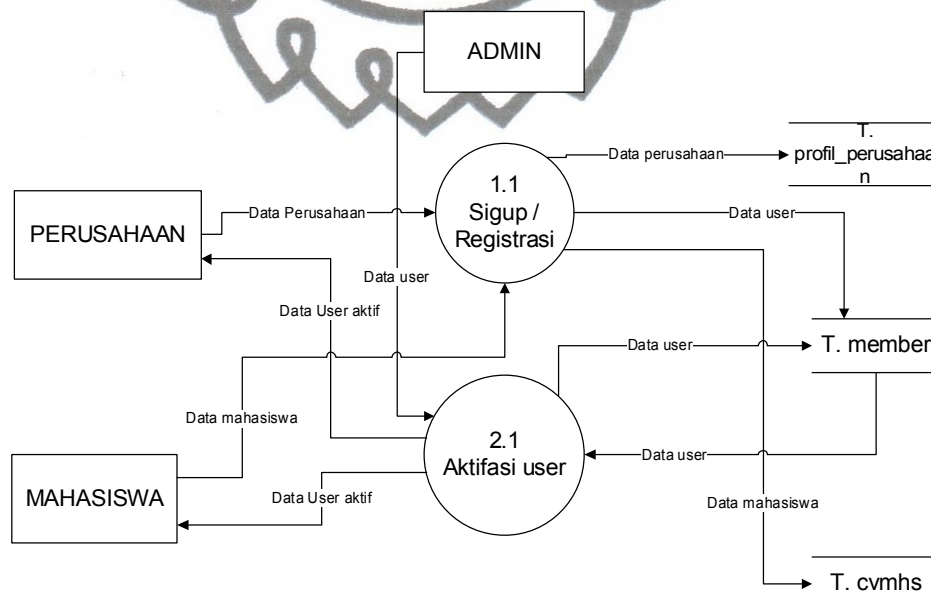 ADMIN
T.
profil_perusahaa
n
Data perusahaan
1.1
Sigup /
Registrasi
Data Perusahaan
Data user
PERUSAHAAN
Data user
Data User aktif
T. member
Data user
Data mahasiswa
2.1
Aktifasi user
Data user
MAHASISWA
Data User aktif
Data mahasiswa
T. cvmhs